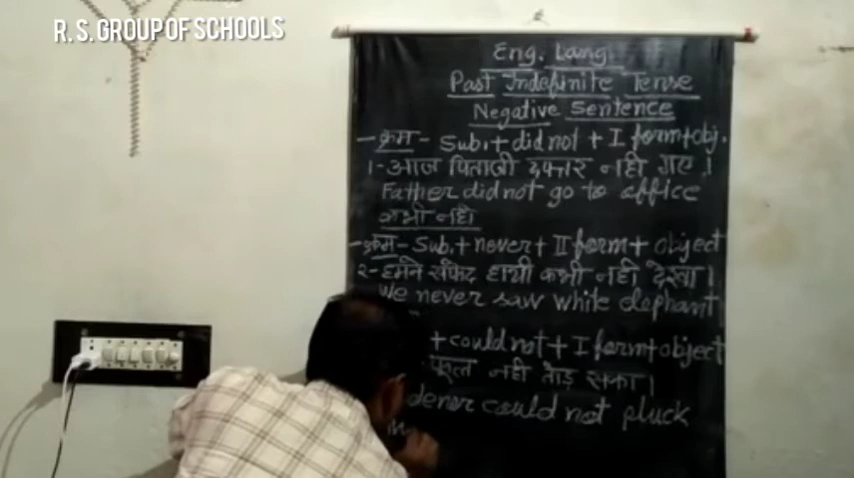 R. S. GROUP OF SCHOOLS
Eng. Lang.
Past Indefinite Tense
Negative Sentence
- क्रम - Sub. + did not + I form + obj.
1 - आज पिताजी दफ्तर नही गए ।
Father did not go to office
कभी नही
- क्रम - Sub. + never + II form + object
२ - हमने सफेद हाथी कभी नही देखा ।
We never saw white elephant
+ could not + I form + object
फूल नही तोड़ सका ।
dener could not pluck